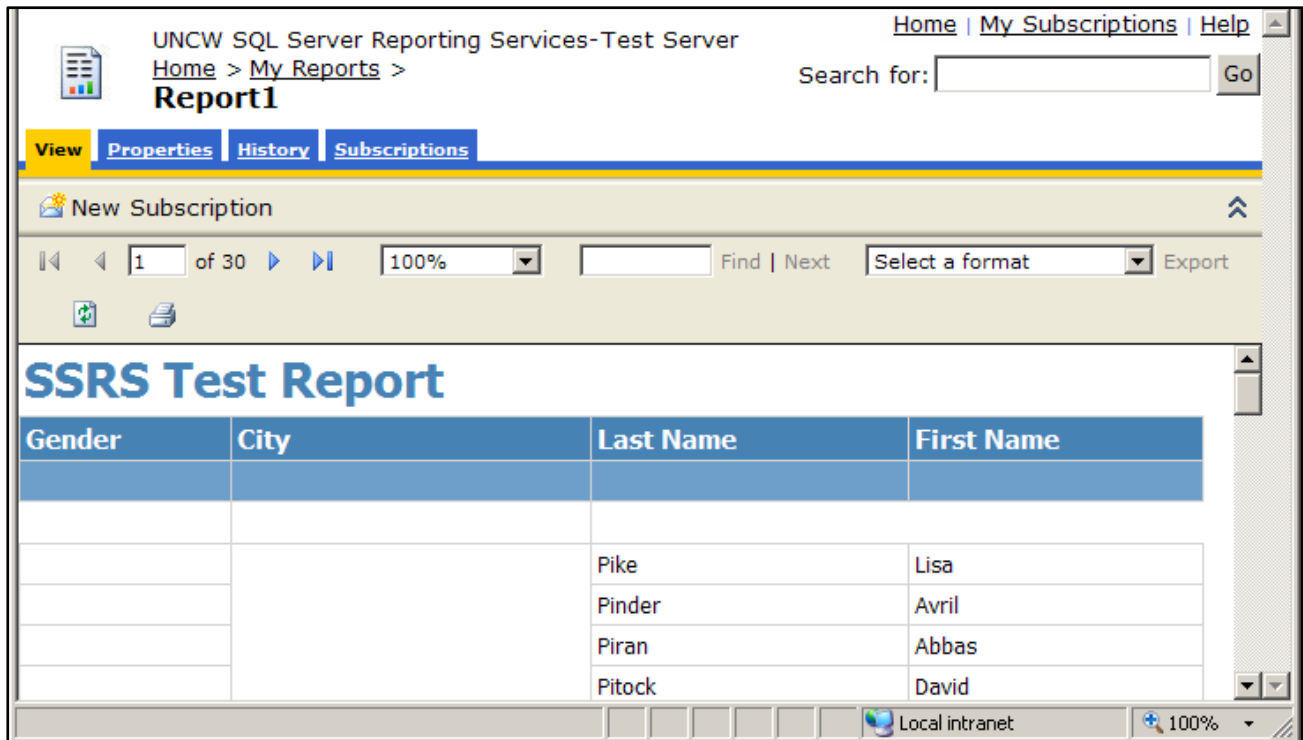 Home | My Subscriptions | Help
UNCW SQL Server Reporting Services-Test Server
Home > My Reports >
Search for: Go
Report1
View Properties History Subscriptions
New Subscription
1 of 30 100% Find | Next Select a format Export
SSRS Test Report
Gender City Last Name First Name
Pike Lisa
Pinder Avril
Piran Abbas
Pitock David
Local intranet 100%